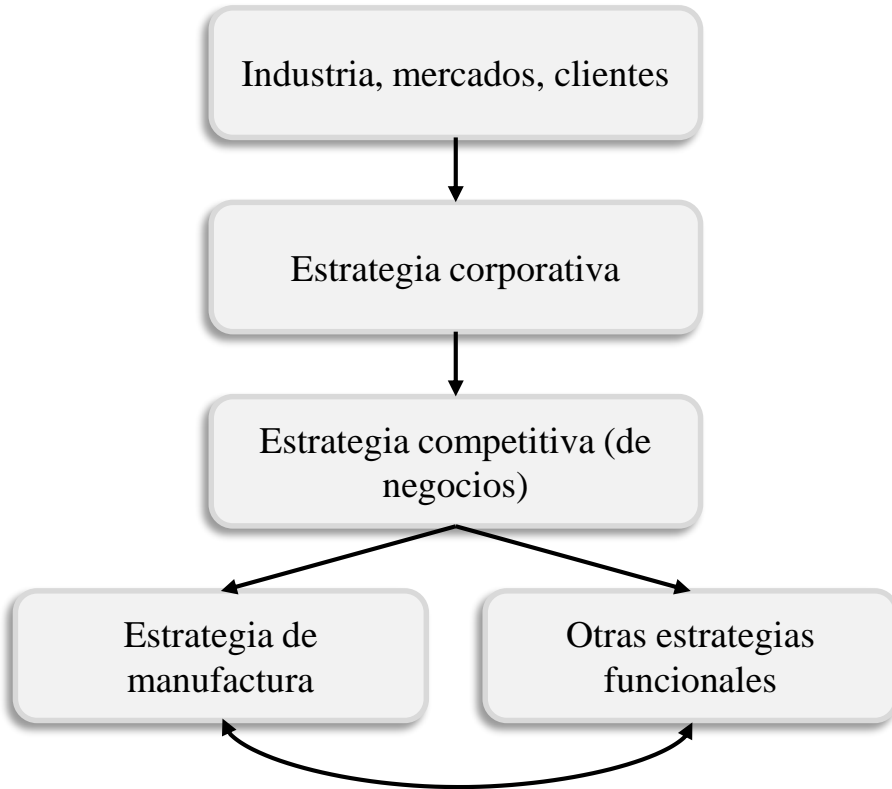 Industria, mercados, clientes
Estrategia corporativa
Estrategia competitiva (de
negocios)
Estrategia de
manufactura
Otras estrategias
funcionales